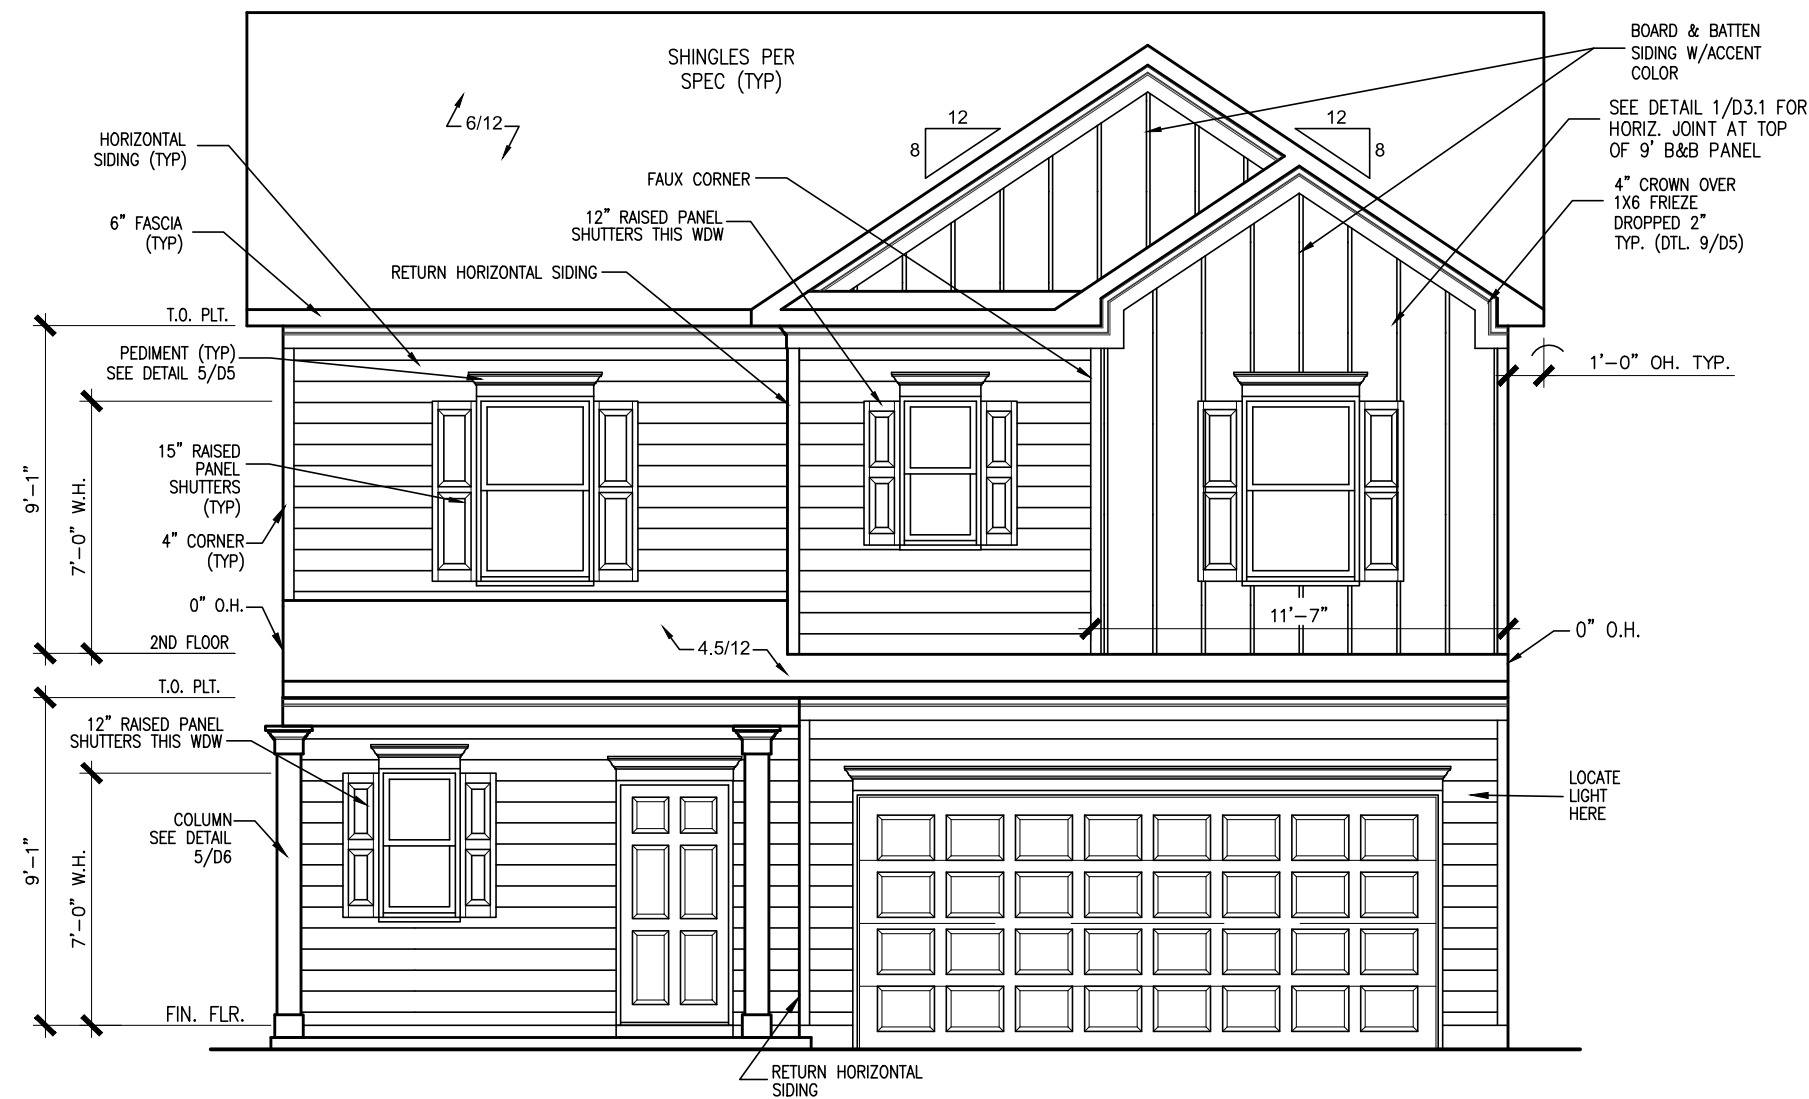 SHINGLES PER
SPEC (TYP)
6/12
12
8
12
8
BOARD & BATTEN
SIDING W/ACCENT
COLOR
SEE DETAIL 1/D3.1 FOR
HORIZ. JOINT AT TOP
OF 9' B&B PANEL
4" CROWN OVER
1X6 FRIEZE
DROPPED 2"
TYP. (DTL. 9/D5)
HORIZONTAL
SIDING (TYP)
6" FASCIA
(TYP)
FAUX CORNER
12" RAISED PANEL
SHUTTERS THIS WDW
RETURN HORIZONTAL SIDING
T.O. PLT.
PEDIMENT (TYP)
SEE DETAIL 5/D5
1'-0" OH. TYP.
15" RAISED
PANEL
SHUTTERS
(TYP)
4" CORNER
(TYP)
9'-1"
7'-0" W.H.
0" O.H.
2ND FLOOR
4.5/12
11'-7"
0" O.H.
T.O. PLT.
12" RAISED PANEL
SHUTTERS THIS WDW
COLUMN
SEE DETAIL
5/D6
9'-1"
7'-0" W.H.
LOCATE
LIGHT
HERE
FIN. FLR.
RETURN HORIZONTAL
SIDING